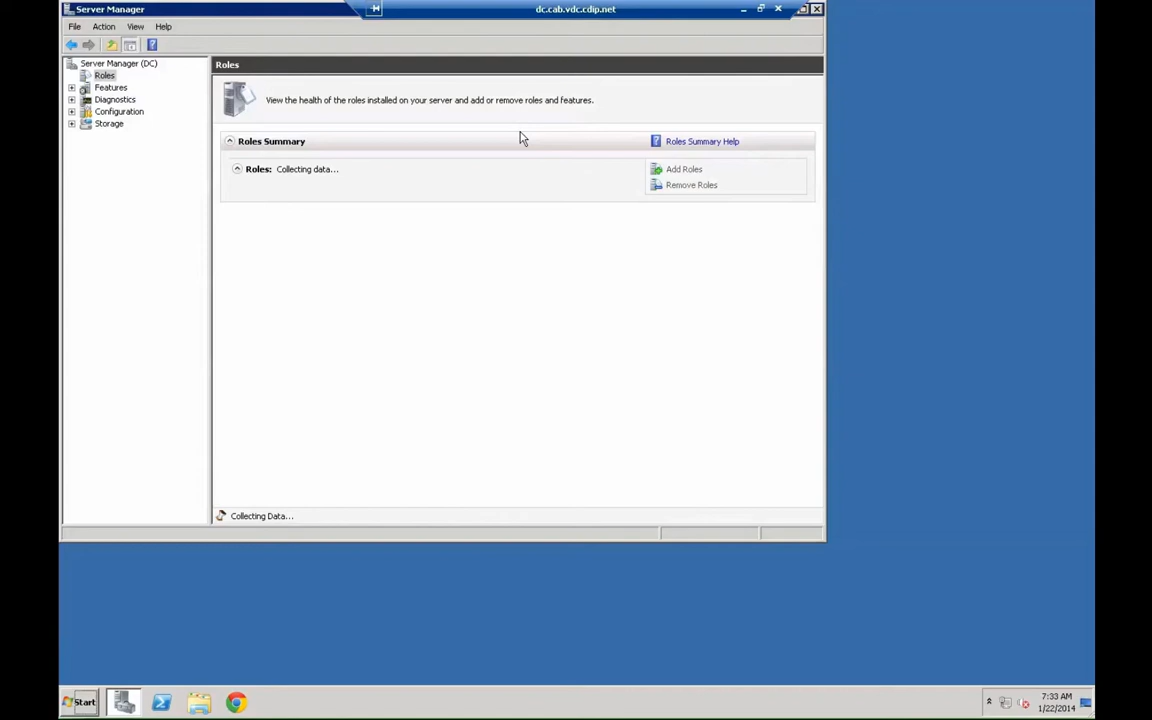 Server Manager
dc.cab.vdc.cdip.net
File Action View Help
Server Manager (DC)
Roles
Features
Diagnostics
Configuration
Storage
Roles
View the health of the roles installed on your server and add or remove roles and features.
Roles Summary
Roles Summary Help
Roles: Collecting data...
Add Roles
Remove Roles
Collecting Data...
Start
7:33 AM
1/22/2014